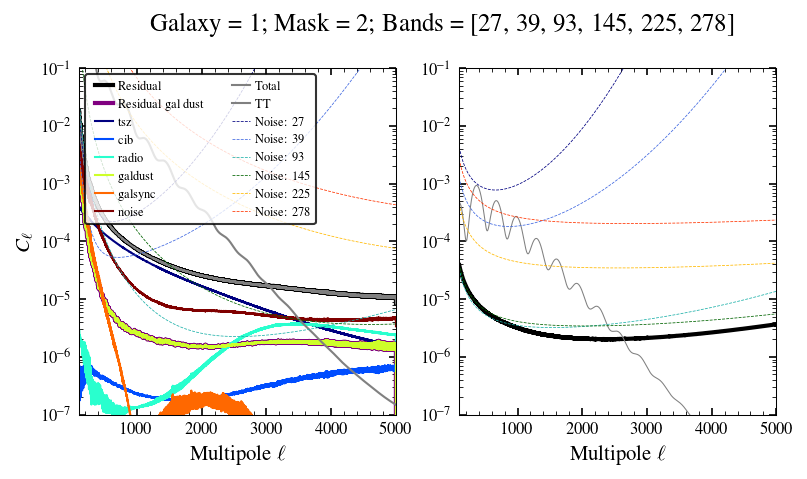 Galaxy = 1; Mask = 2; Bands = [27, 39, 93, 145, 225, 278]
10⁻¹
10⁻²
10⁻³
10⁻⁴
10⁻⁵
10⁻⁶
10⁻⁷
C_ℓ
Residual
Residual gal dust
tsz
cib
radio
galdust
galsync
noise
Total
TT
Noise: 27
Noise: 39
Noise: 93
Noise: 145
Noise: 225
Noise: 278
1000 2000 3000 4000 5000
Multipole ℓ
10⁻¹
10⁻²
10⁻³
10⁻⁴
10⁻⁵
10⁻⁶
10⁻⁷
1000 2000 3000 4000 5000
Multipole ℓ